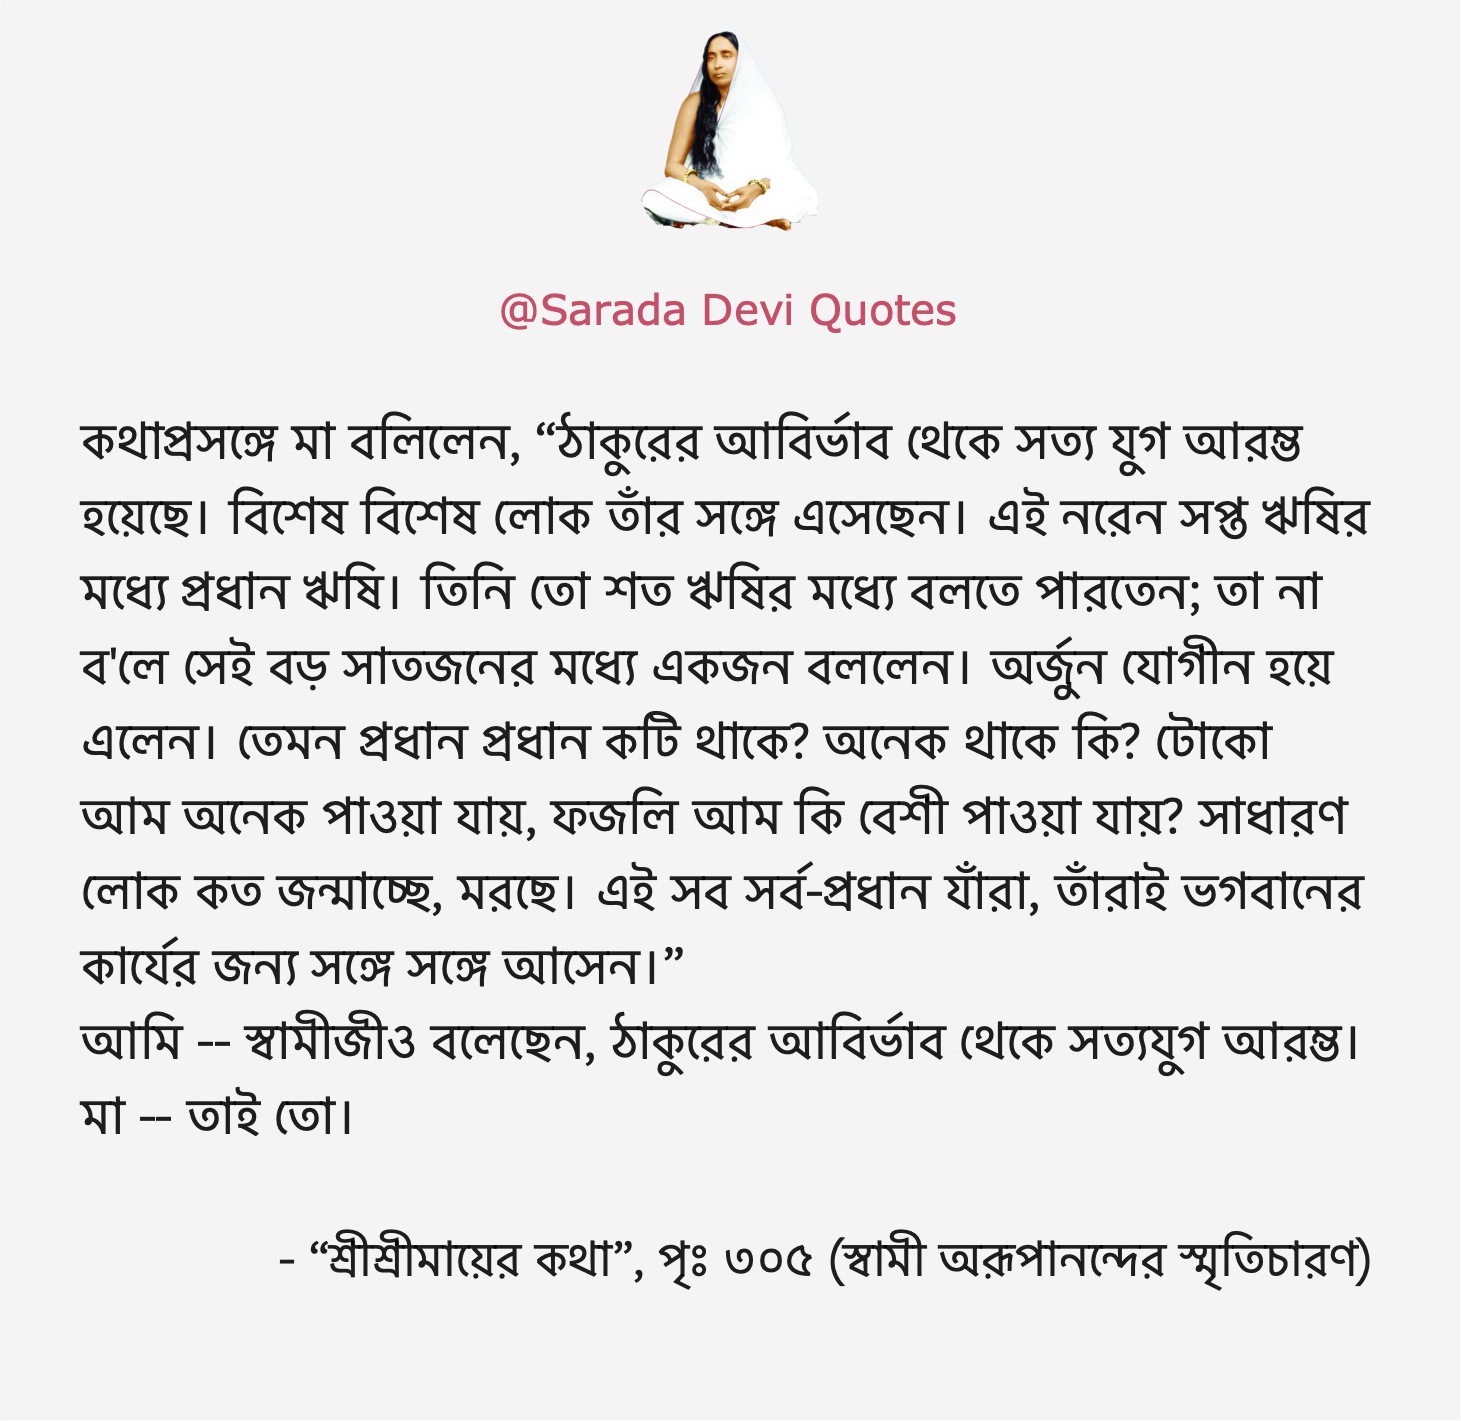 @Sarada Devi Quotes
কথাপ্রসঙ্গে মা বলিলেন, “ঠাকুরের আবির্ভাব থেকে সত্য যুগ আরম্ভ
হয়েছে। বিশেষ বিশেষ লোক তাঁর সঙ্গে এসেছেন। এই নরেন সপ্ত ঋষির
মধ্যে প্রধান ঋষি। তিনি তো শত ঋষির মধ্যে বলতে পারতেন; তা না
ব'লে সেই বড় সাতজনের মধ্যে একজন বললেন। অর্জুন যোগীন হয়ে
এলেন। তেমন প্রধান প্রধান কটি থাকে? অনেক থাকে কি? টোকো
আম অনেক পাওয়া যায়, ফজলি আম কি বেশী পাওয়া যায়? সাধারণ
লোক কত জন্মাচ্ছে, মরছে। এই সব সর্ব-প্রধান যাঁরা, তাঁরাই ভগবানের
কার্যের জন্য সঙ্গে সঙ্গে আসেন।”
আমি -- স্বামীজীও বলেছেন, ঠাকুরের আবির্ভাব থেকে সত্যযুগ আরম্ভ।
মা -- তাই তো।
- “শ্রীশ্রীমায়ের কথা”, পৃঃ ৩০৫ (স্বামী অরূপানন্দের স্মৃতিচারণ)